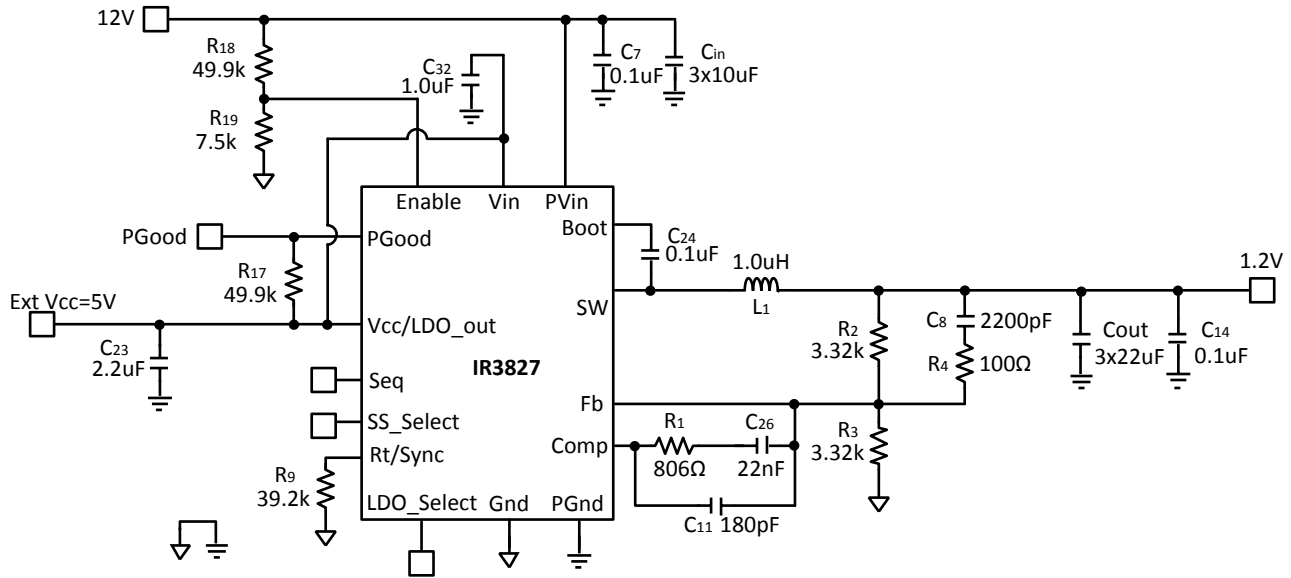 12V
R18
49.9k
C32
1.0uF
C7
0.1uF
Cin
3x10uF
R19
7.5k
Enable
Vin
PVin
Boot
PGood
PGood
C24
0.1uF
R17
49.9k
1.0uH
L1
1.2V
SW
Ext Vcc=5V
Vcc/LDO_out
C23
2.2uF
R2
3.32k
C8
2200pF
R4
100Ω
Cout
3x22uF
C14
0.1uF
IR3827
Seq
Fb
SS_Select
Comp
R1
806Ω
C26
22nF
R3
3.32k
Rt/Sync
R9
39.2k
LDO_Select
Gnd
PGnd
C11
180pF